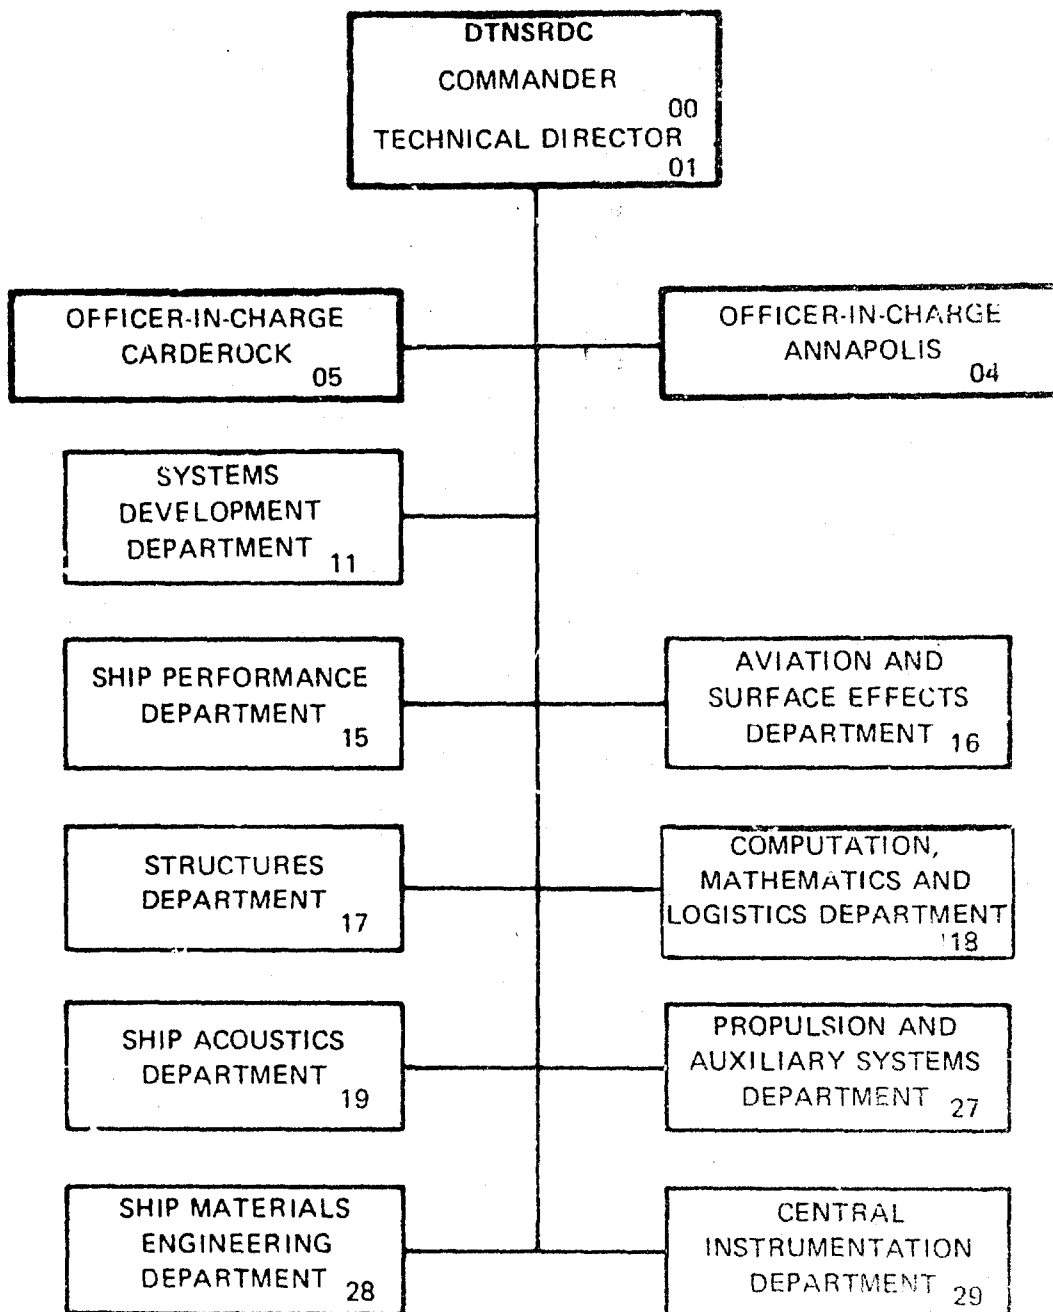 DTNSRDC
COMMANDER
00
TECHNICAL DIRECTOR
01
OFFICER-IN-CHARGE
CARDEROCK
05
OFFICER-IN-CHARGE
ANNAPOLIS
04
SYSTEMS
DEVELOPMENT
DEPARTMENT
11
SHIP PERFORMANCE
DEPARTMENT
15
AVIATION AND
SURFACE EFFECTS
DEPARTMENT
16
STRUCTURES
DEPARTMENT
17
COMPUTATION,
MATHEMATICS AND
LOGISTICS DEPARTMENT
18
SHIP ACOUSTICS
DEPARTMENT
19
PROPULSION AND
AUXILIARY SYSTEMS
DEPARTMENT
27
SHIP MATERIALS
ENGINEERING
DEPARTMENT
28
CENTRAL
INSTRUMENTATION
DEPARTMENT
29